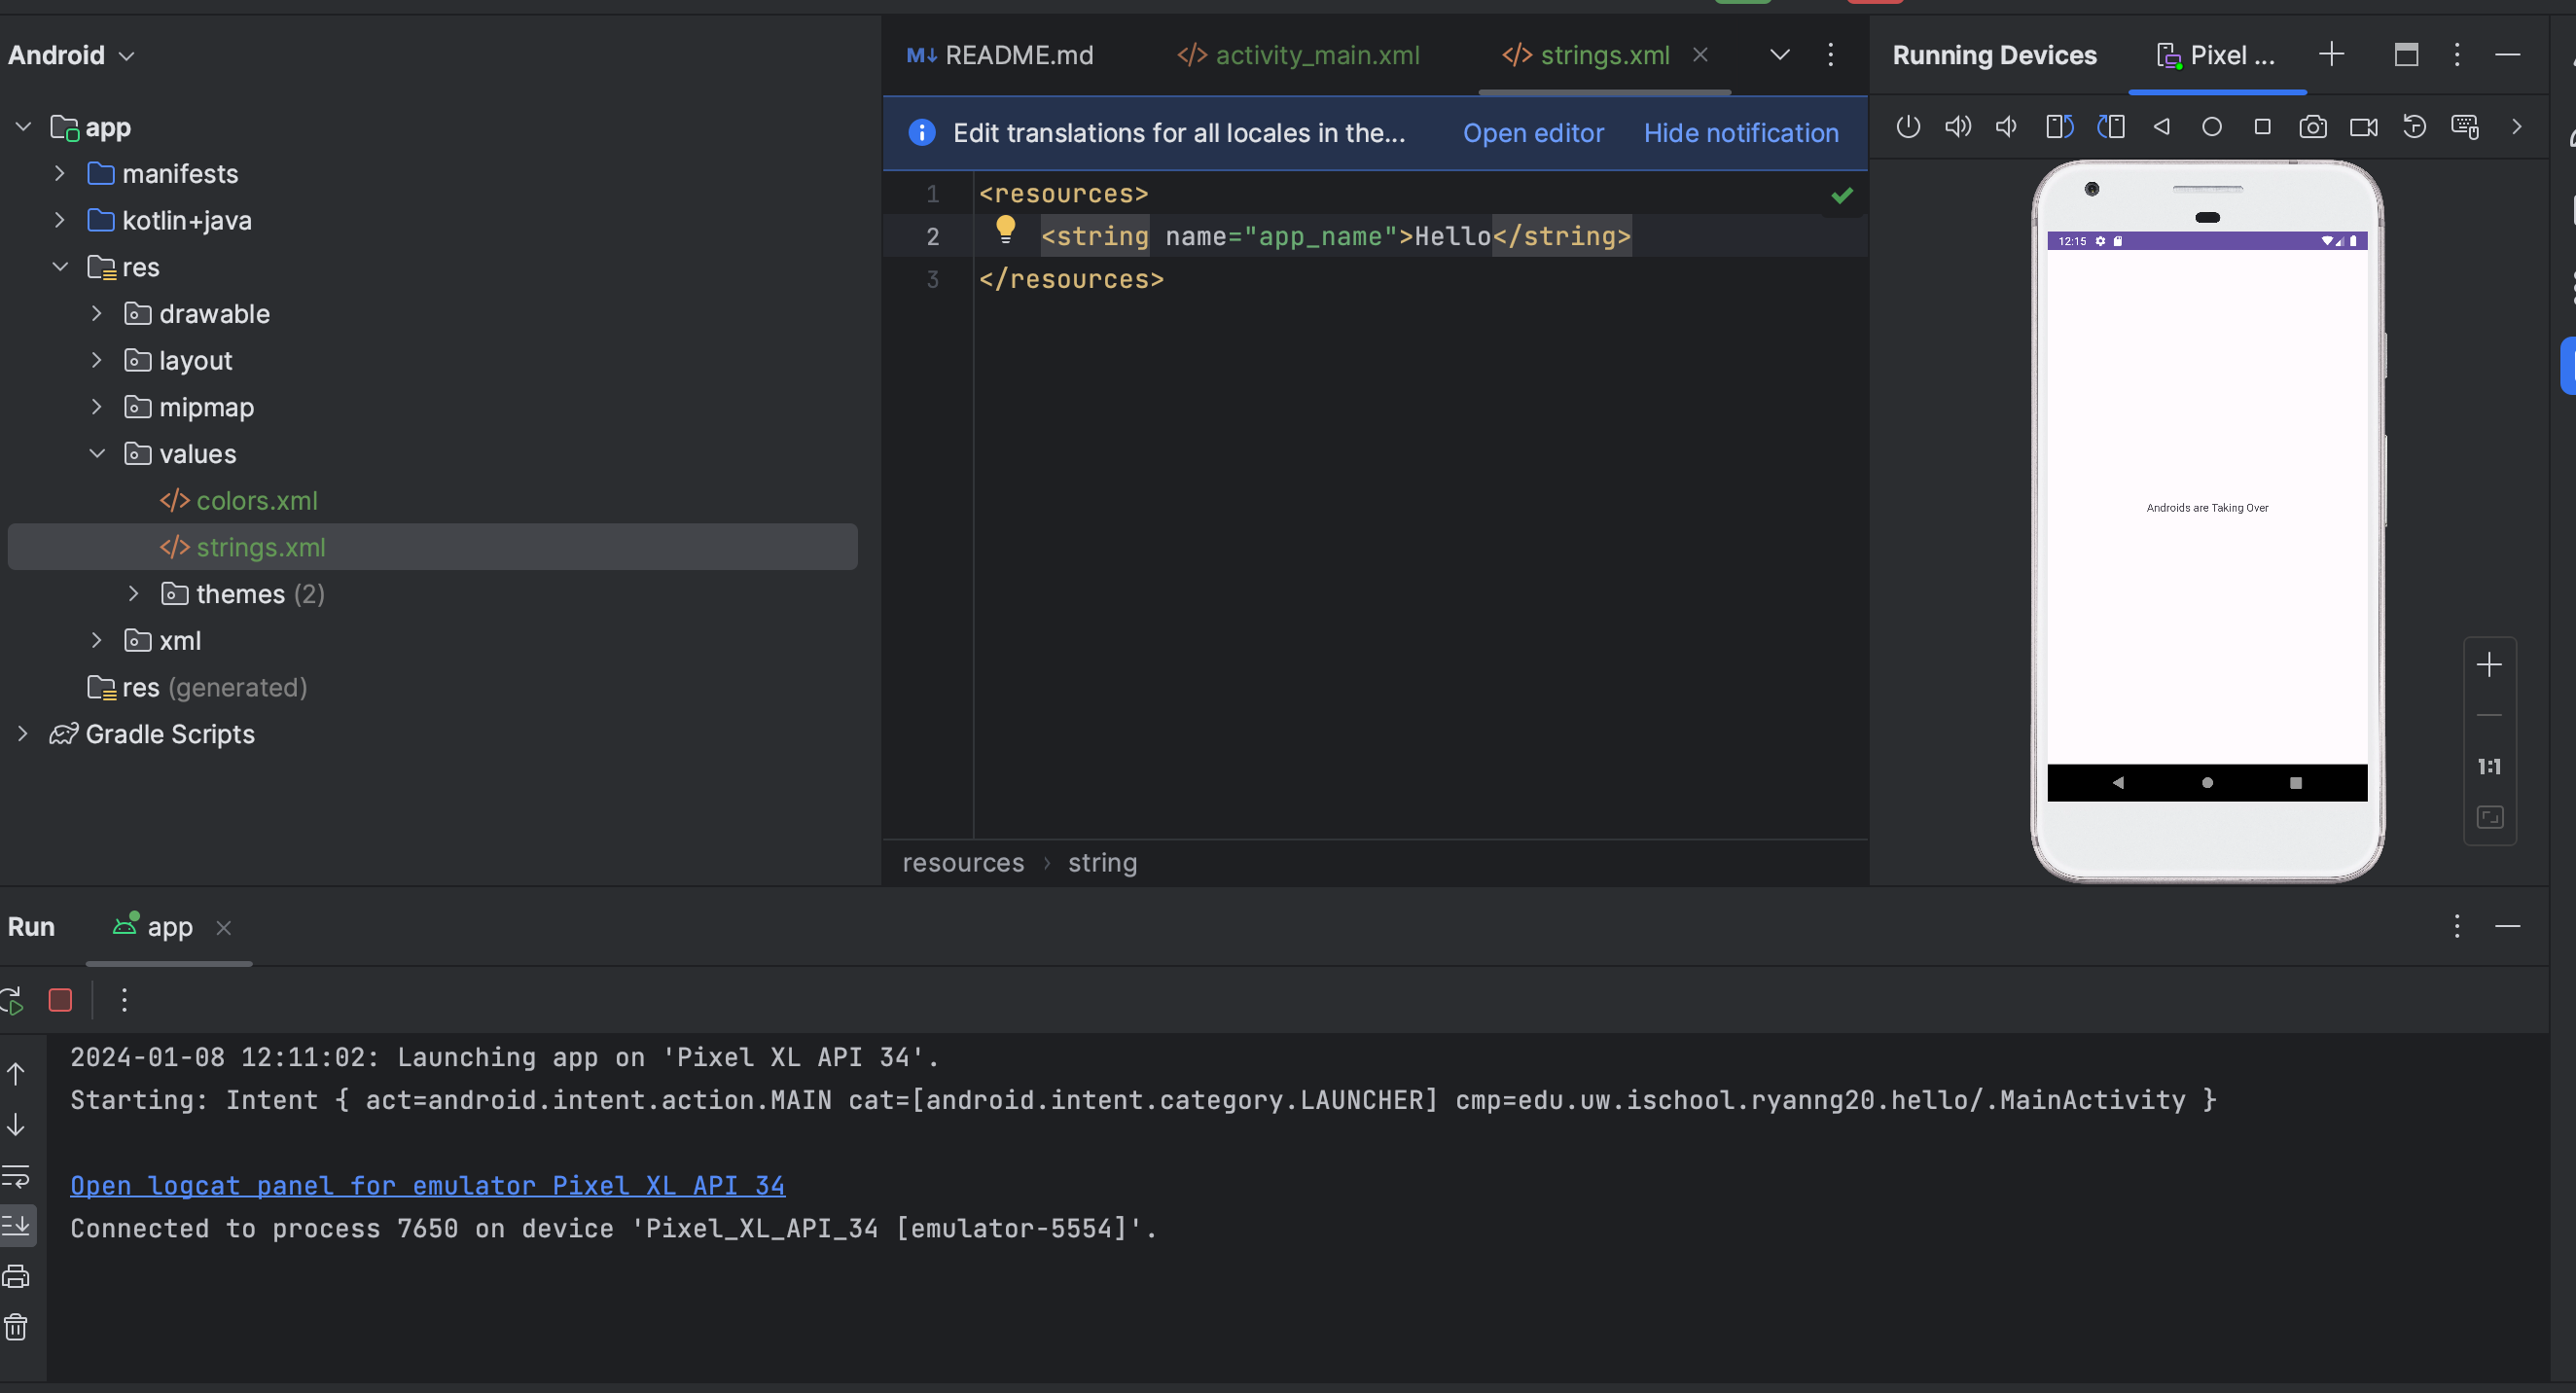 Android
app
manifests
kotlin+java
res
drawable
layout
mipmap
values
</> colors.xml
</> strings.xml
themes (2)
xml
res (generated)
Gradle Scripts
M↓ README.md
</> activity_main.xml
</> strings.xml
Edit translations for all locales in the...
Open editor
Hide notification
1 <resources>
2 <string name="app_name">Hello</string>
3 </resources>
resources › string
Running Devices
Pixel ...
12:15
Androids are Taking Over
1:1
Run
app
2024-01-08 12:11:02: Launching app on 'Pixel XL API 34'.
Starting: Intent { act=android.intent.action.MAIN cat=[android.intent.category.LAUNCHER] cmp=edu.uw.ischool.ryanng20.hello/.MainActivity }
Open logcat panel for emulator Pixel XL API 34
Connected to process 7650 on device 'Pixel_XL_API_34 [emulator-5554]'.